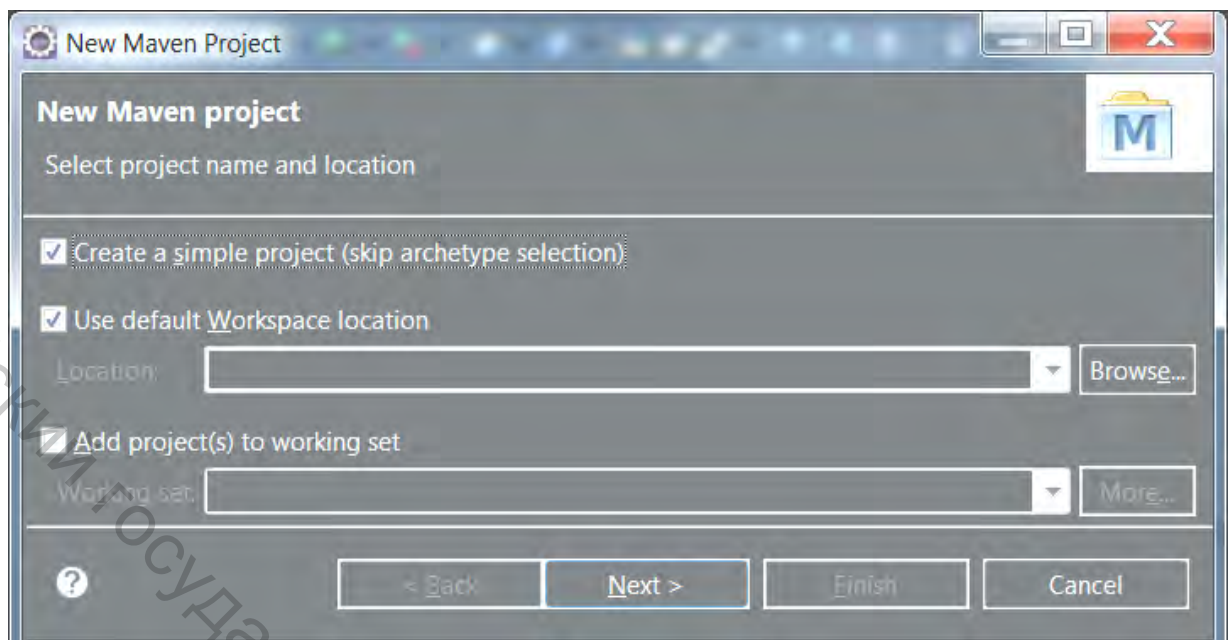 New Maven Project
New Maven project
M
Select project name and location
Create a simple project (skip archetype selection)
Use default Workspace location
Location:
Browse...
Add project(s) to working set
Working set:
More...
?
< Back
Next >
Finish
Cancel